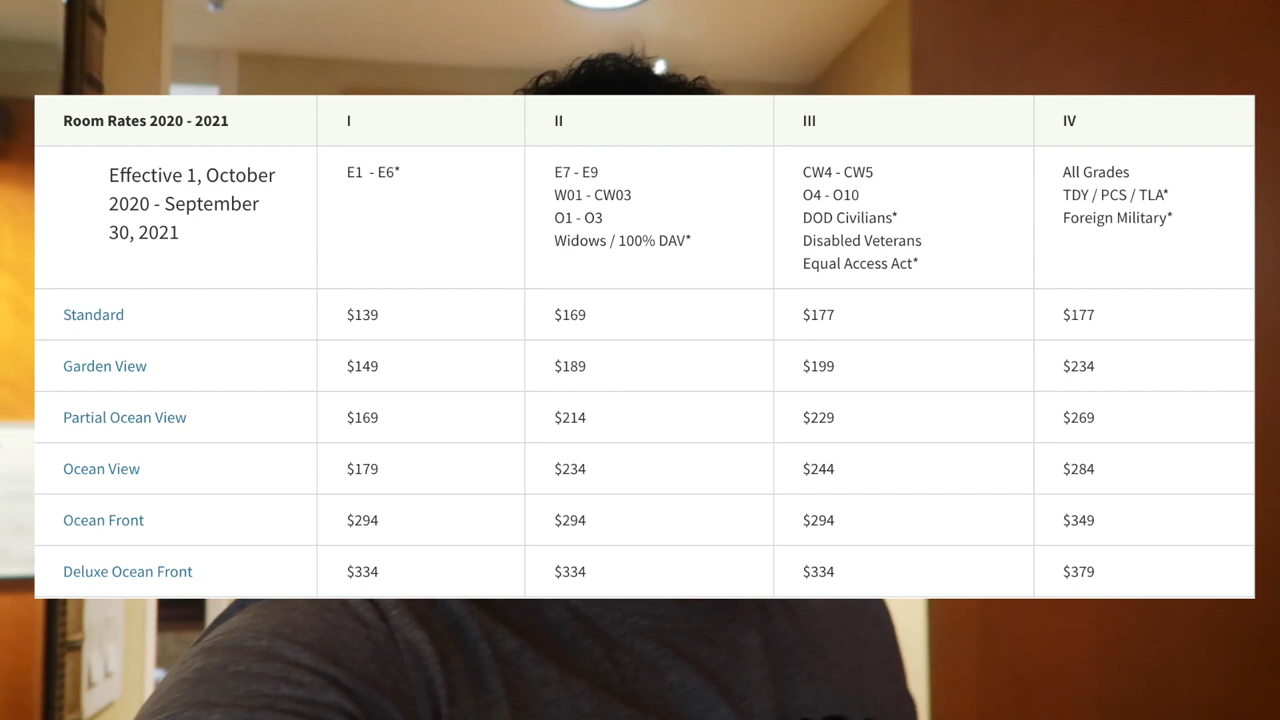 Room Rates 2020 - 2021 I II III IV
Effective 1, October
2020 - September
30, 2021
E1 - E6*
E7 - E9
W01 - CW03
O1 - O3
Widows / 100% DAV*
CW4 - CW5
O4 - O10
DOD Civilians*
Disabled Veterans
Equal Access Act*
All Grades
TDY / PCS / TLA*
Foreign Military*
Standard $139 $169 $177 $177
Garden View $149 $189 $199 $234
Partial Ocean View $169 $214 $229 $269
Ocean View $179 $234 $244 $284
Ocean Front $294 $294 $294 $349
Deluxe Ocean Front $334 $334 $334 $379